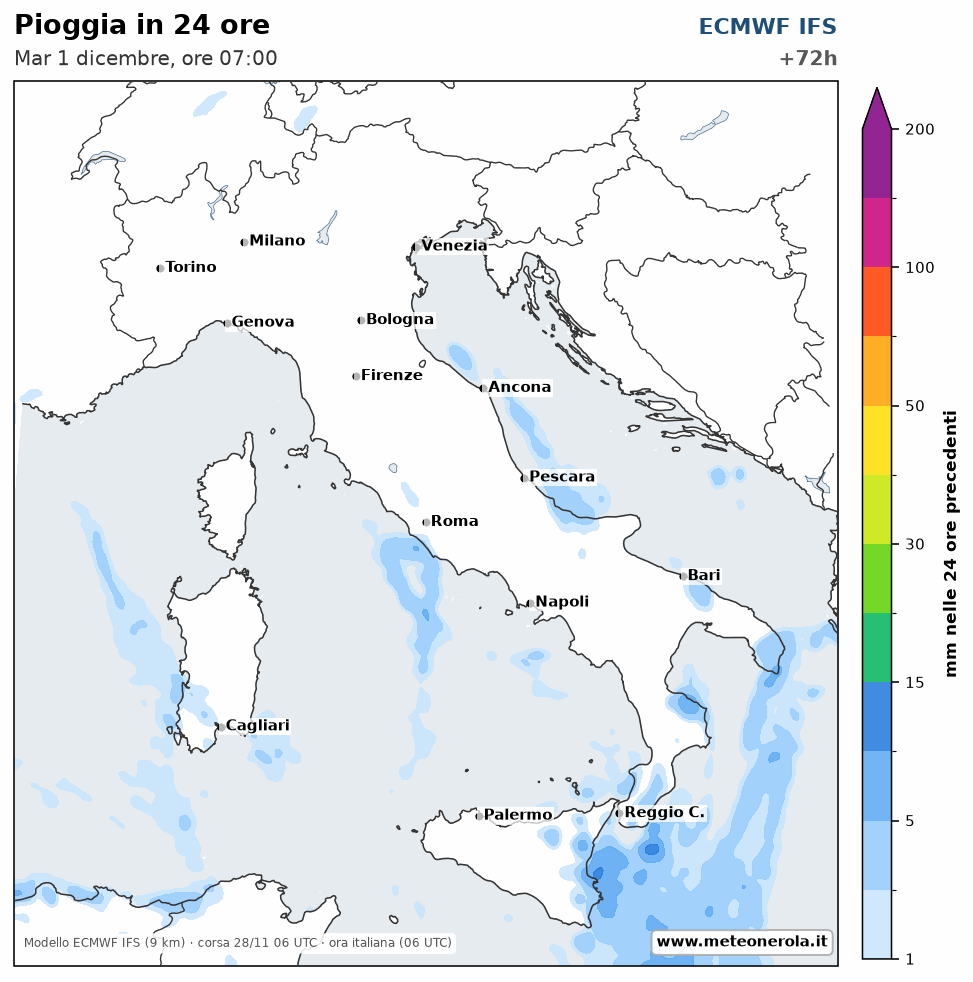 Pioggia in 24 ore
ECMWF IFS
Mar 1 dicembre, ore 07:00
+72h
Milano
Venezia
Torino
Genova
Bologna
Firenze
Ancona
Pescara
Roma
Bari
Napoli
Cagliari
Palermo
Reggio C.
Modello ECMWF IFS (9 km) · corsa 28/11 06 UTC · ora italiana (06 UTC)
www.meteonerola.it
200
100
50
30
15
5
1
mm nelle 24 ore precedenti